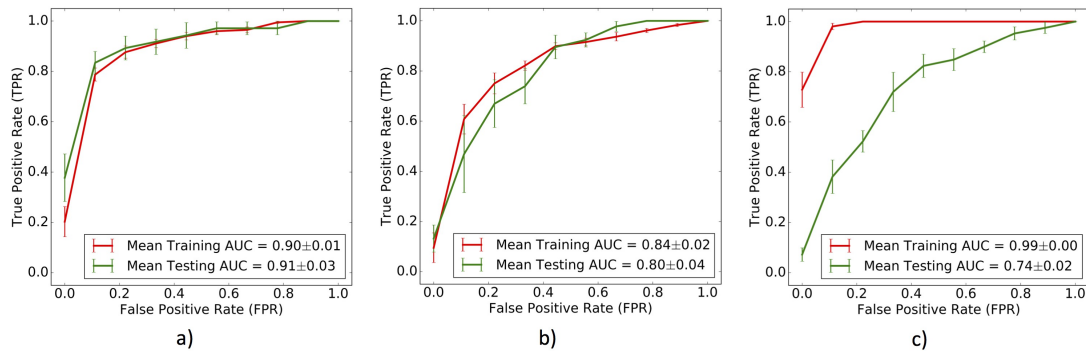 True Positive Rate (TPR)
1.0
0.8
0.6
0.4
0.2
0.0
Mean Training AUC = 0.90±0.01
Mean Testing AUC = 0.91±0.03
0.0 0.2 0.4 0.6 0.8 1.0
False Positive Rate (FPR)
a)
True Positive Rate (TPR)
1.0
0.8
0.6
0.4
0.2
0.0
Mean Training AUC = 0.84±0.02
Mean Testing AUC = 0.80±0.04
0.0 0.2 0.4 0.6 0.8 1.0
False Positive Rate (FPR)
b)
True Positive Rate (TPR)
1.0
0.8
0.6
0.4
0.2
0.0
Mean Training AUC = 0.99±0.00
Mean Testing AUC = 0.74±0.02
0.0 0.2 0.4 0.6 0.8 1.0
False Positive Rate (FPR)
c)